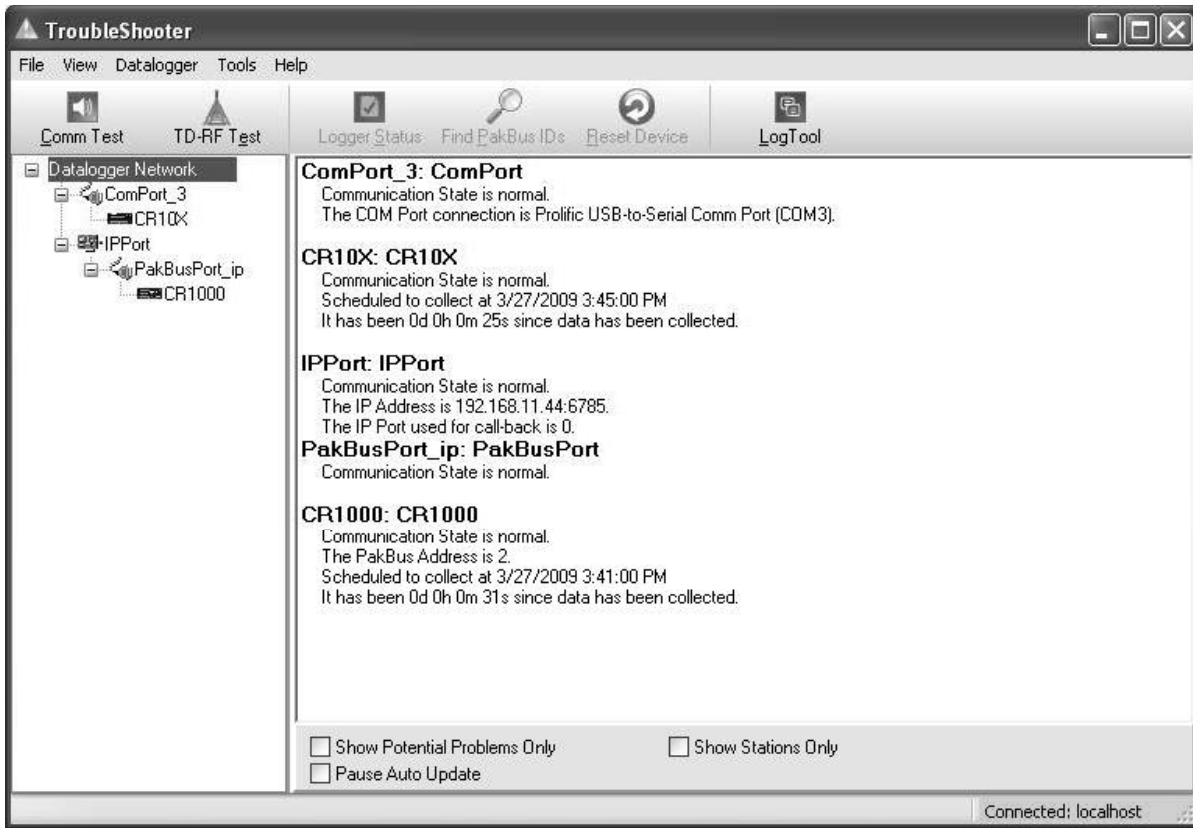 TroubleShooter
File View Datalogger Tools Help
Comm Test TD-RF Test Logger Status Find PakBus IDs Reset Device LogTool
Datalogger Network
ComPort_3
CR10X
IPPort
PakBusPort_ip
CR1000
ComPort_3: ComPort
Communication State is normal.
The COM Port connection is Prolific USB-to-Serial Comm Port (COM3).
CR10X: CR10X
Communication State is normal.
Scheduled to collect at 3/27/2009 3:45:00 PM
It has been 0d 0h 0m 25s since data has been collected.
IPPort: IPPort
Communication State is normal.
The IP Address is 192.168.11.44:6785.
The IP Port used for call-back is 0.
PakBusPort_ip: PakBusPort
Communication State is normal.
CR1000: CR1000
Communication State is normal.
The PakBus Address is 2.
Scheduled to collect at 3/27/2009 3:41:00 PM
It has been 0d 0h 0m 31s since data has been collected.
Show Potential Problems Only Show Stations Only
Pause Auto Update
Connected: localhost